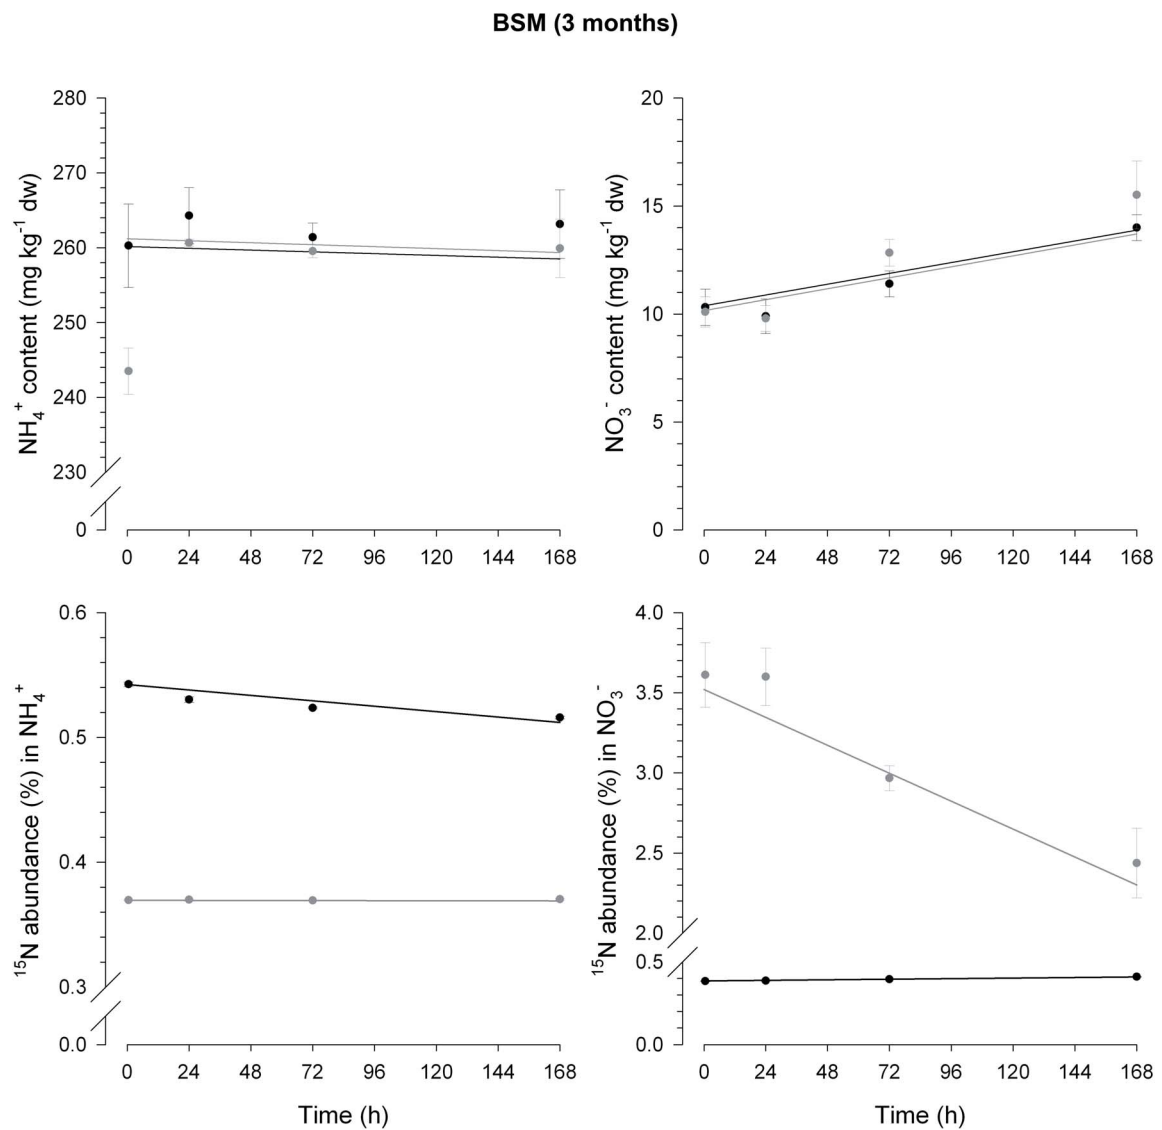 BSM (3 months)
NH₄⁺ content (mg kg⁻¹ dw)
280
270
260
250
240
230
0
0 24 48 72 96 120 144 168
NO₃⁻ content (mg kg⁻¹ dw)
20
15
10
5
0
0 24 48 72 96 120 144 168
¹⁵N abundance (%) in NH₄⁺
0.6
0.5
0.4
0.3
0.0
0 24 48 72 96 120 144 168
Time (h)
¹⁵N abundance (%) in NO₃⁻
4.0
3.5
3.0
2.5
2.0
0.5
0.0
0 24 48 72 96 120 144 168
Time (h)